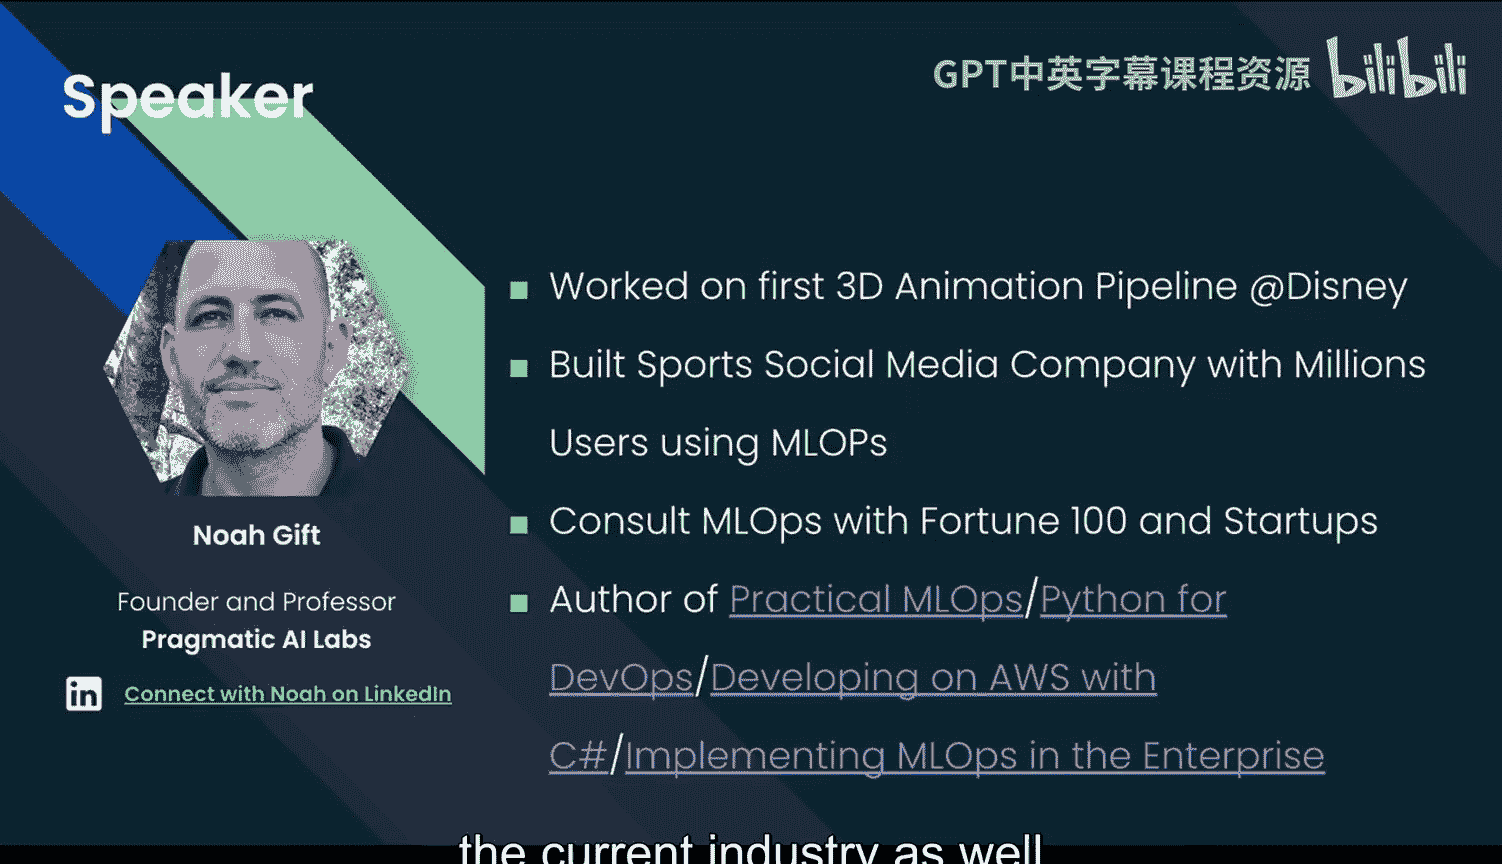 Speaker
GPT中英字幕课程资源 bilibili
Worked on first 3D Animation Pipeline @Disney
Built Sports Social Media Company with Millions
Users using MLOPs
Consult MLOps with Fortune 100 and Startups
Author of Practical MLOps/Python for
DevOps/Developing on AWS with
C#/Implementing MLOps in the Enterprise
Noah Gift
Founder and Professor
Pragmatic AI Labs
in Connect with Noah on LinkedIn
the current industry as well